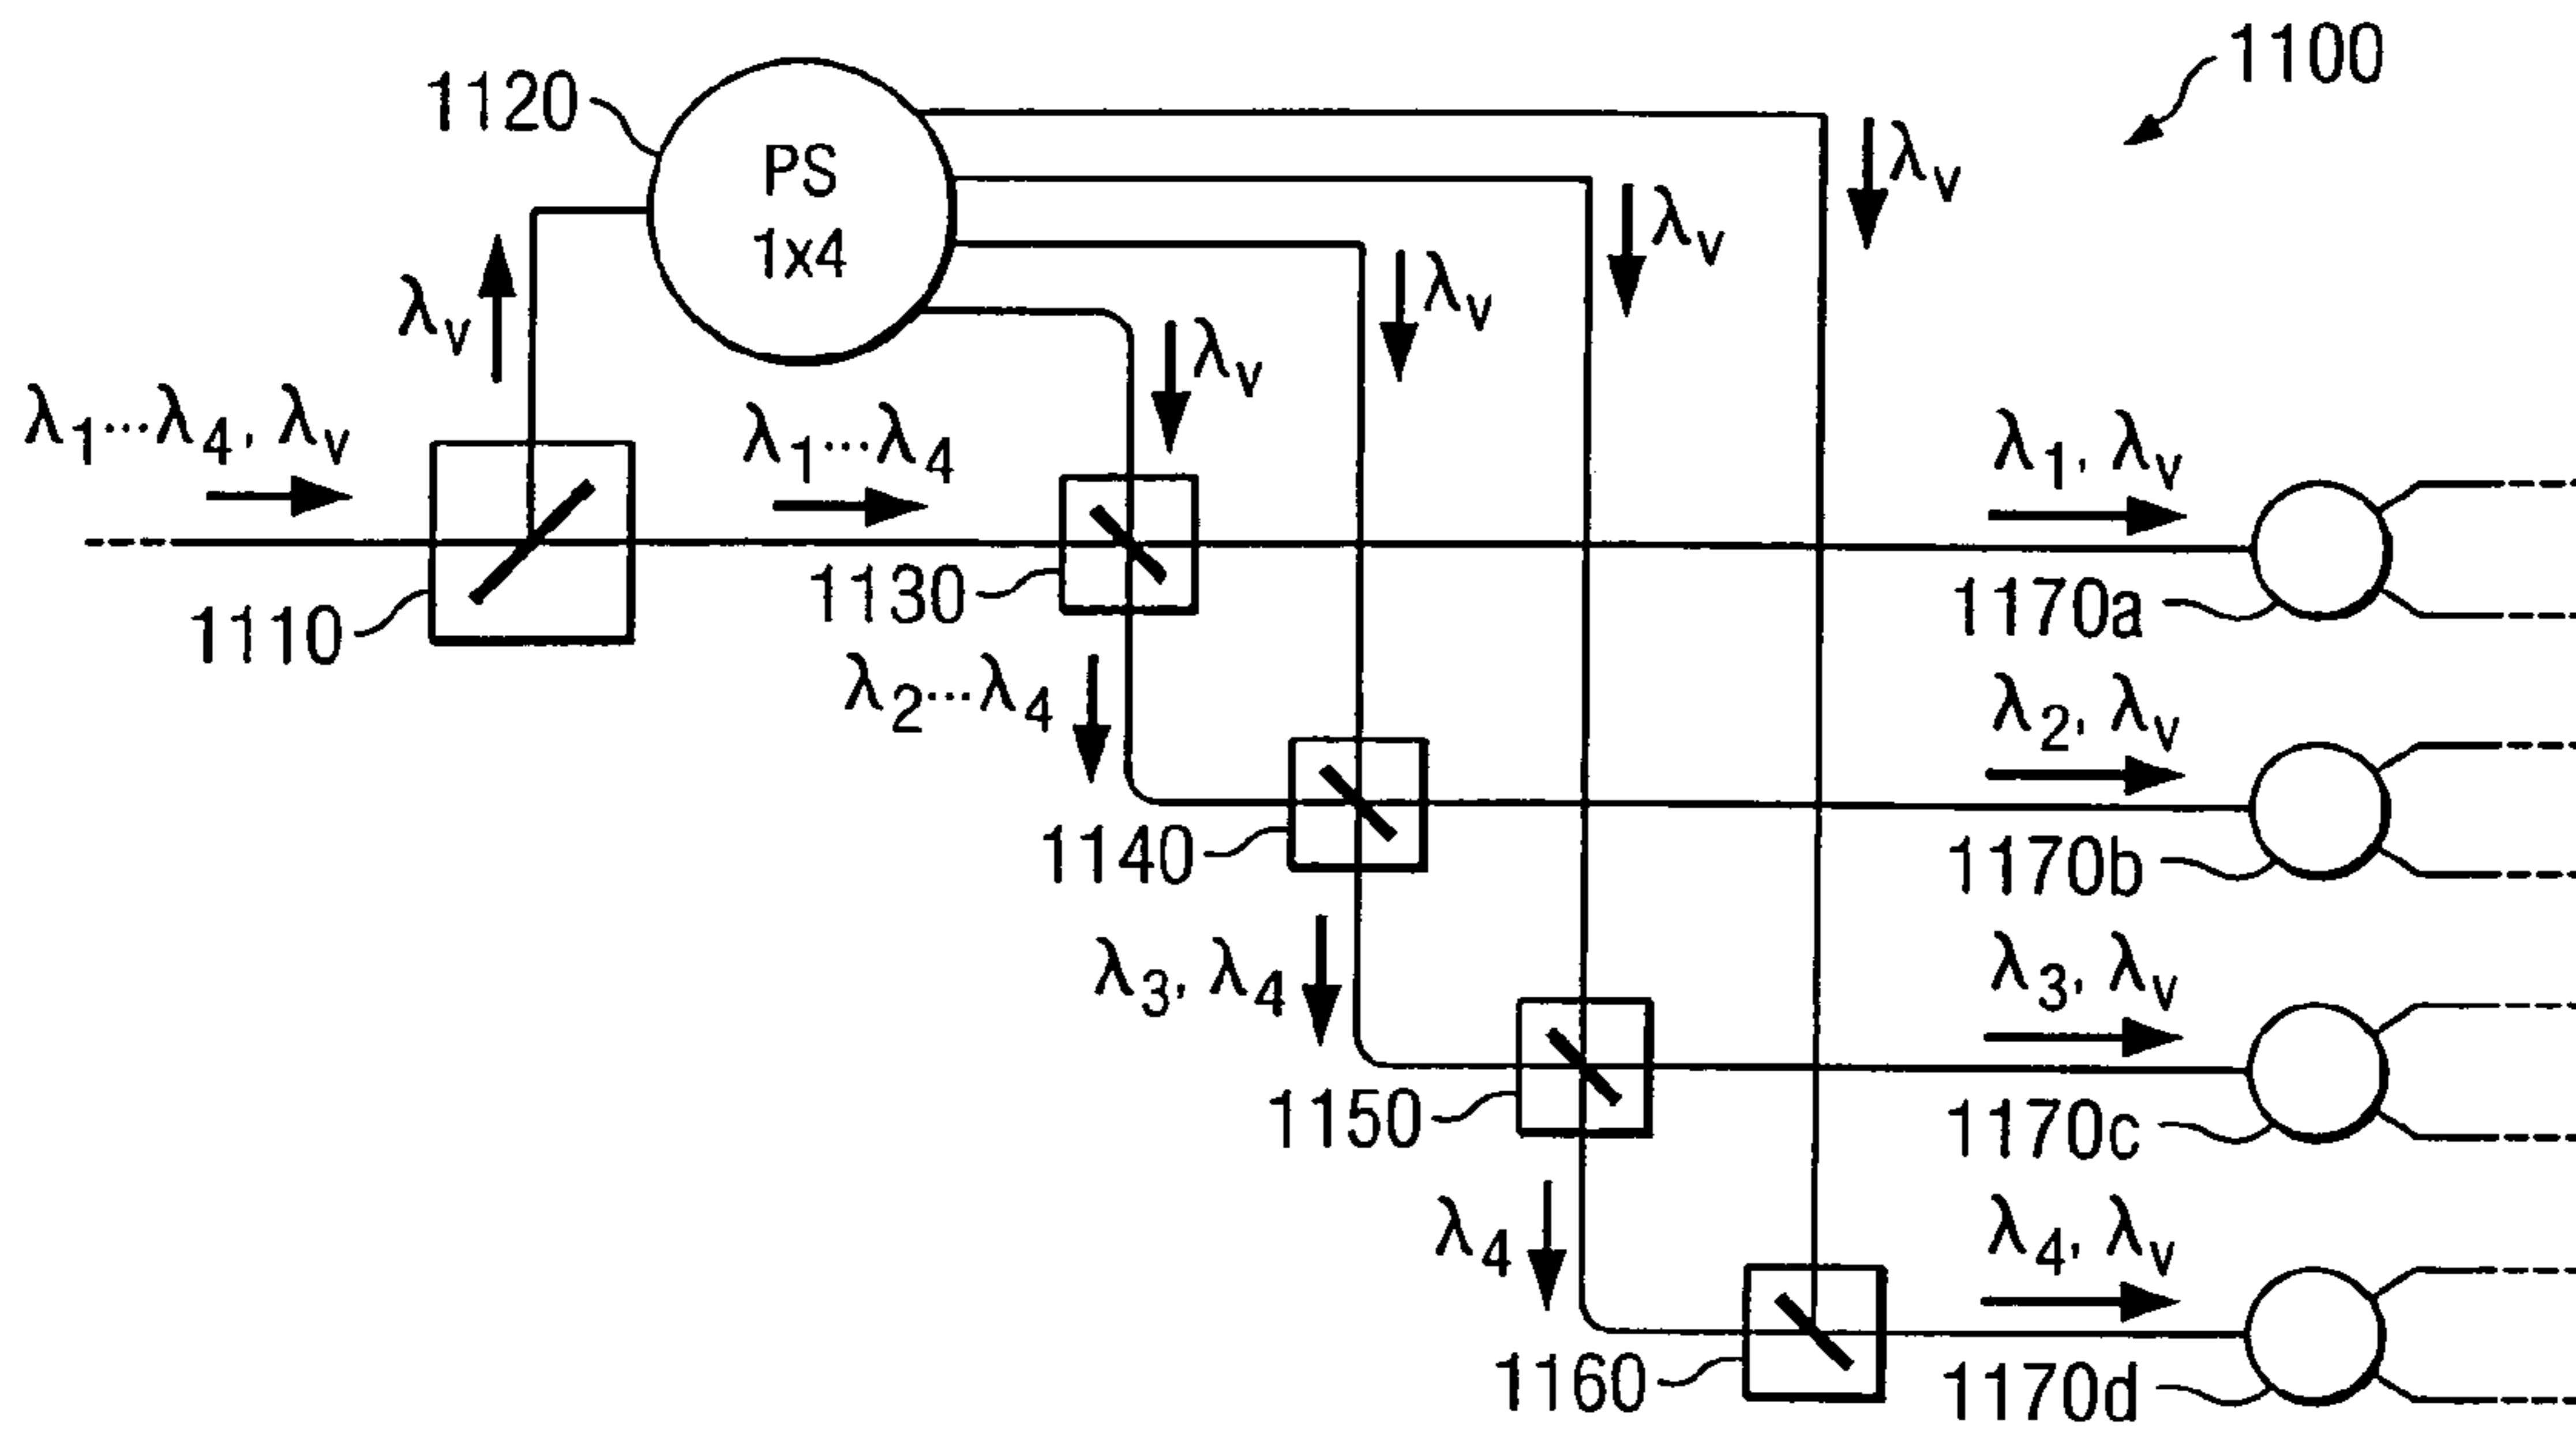 1100
1120
PS
1x4
λv
λv
λv
λv
λv
λ1...λ4, λv
λ1...λ4
λ1, λv
1110
1130
1170a
λ2...λ4
λ2, λv
1140
1170b
λ3, λ4
λ3, λv
1150
1170c
λ4
λ4, λv
1160
1170d